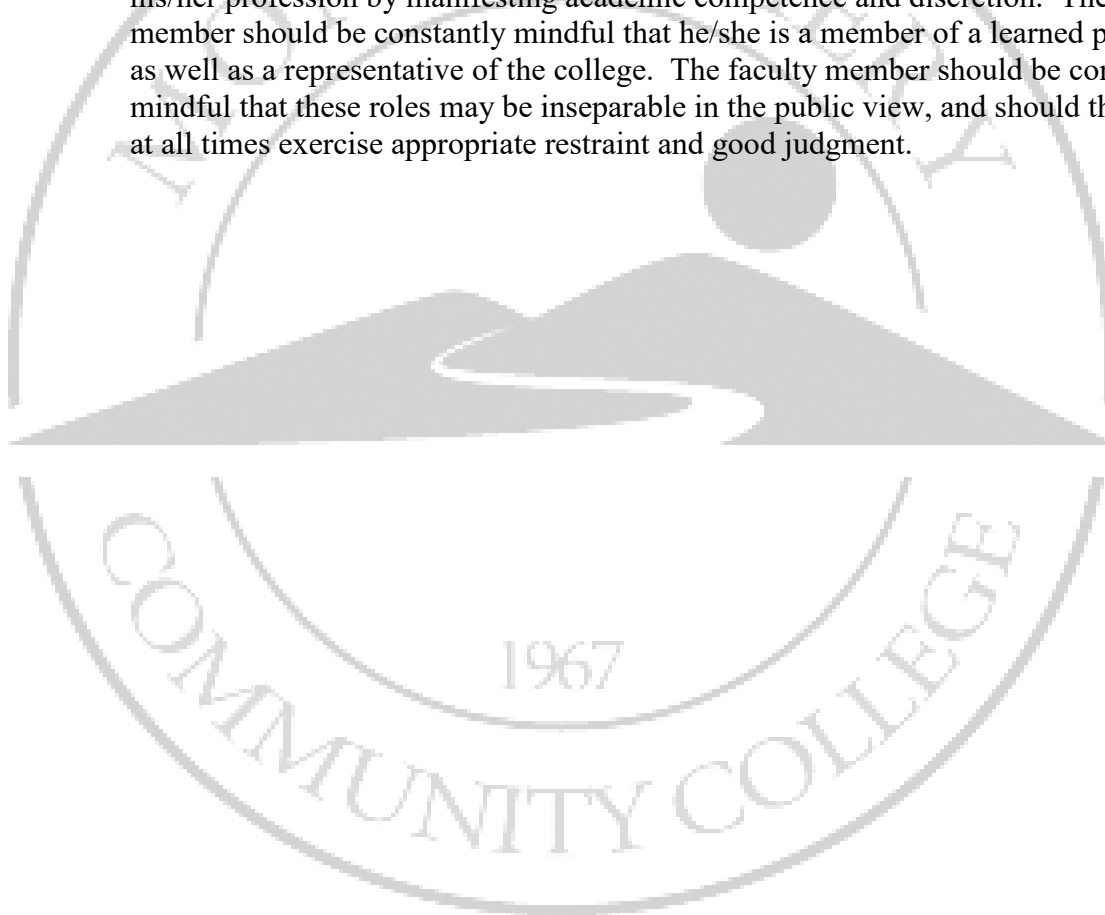 his/her profession by manifesting academic competence and discretion. The
member should be constantly mindful that he/she is a member of a learned
as well as a representative of the college. The faculty member should be
mindful that these roles may be inseparable in the public view, and should
at all times exercise appropriate restraint and good judgment.
1967
COMMUNITY COLLEGE